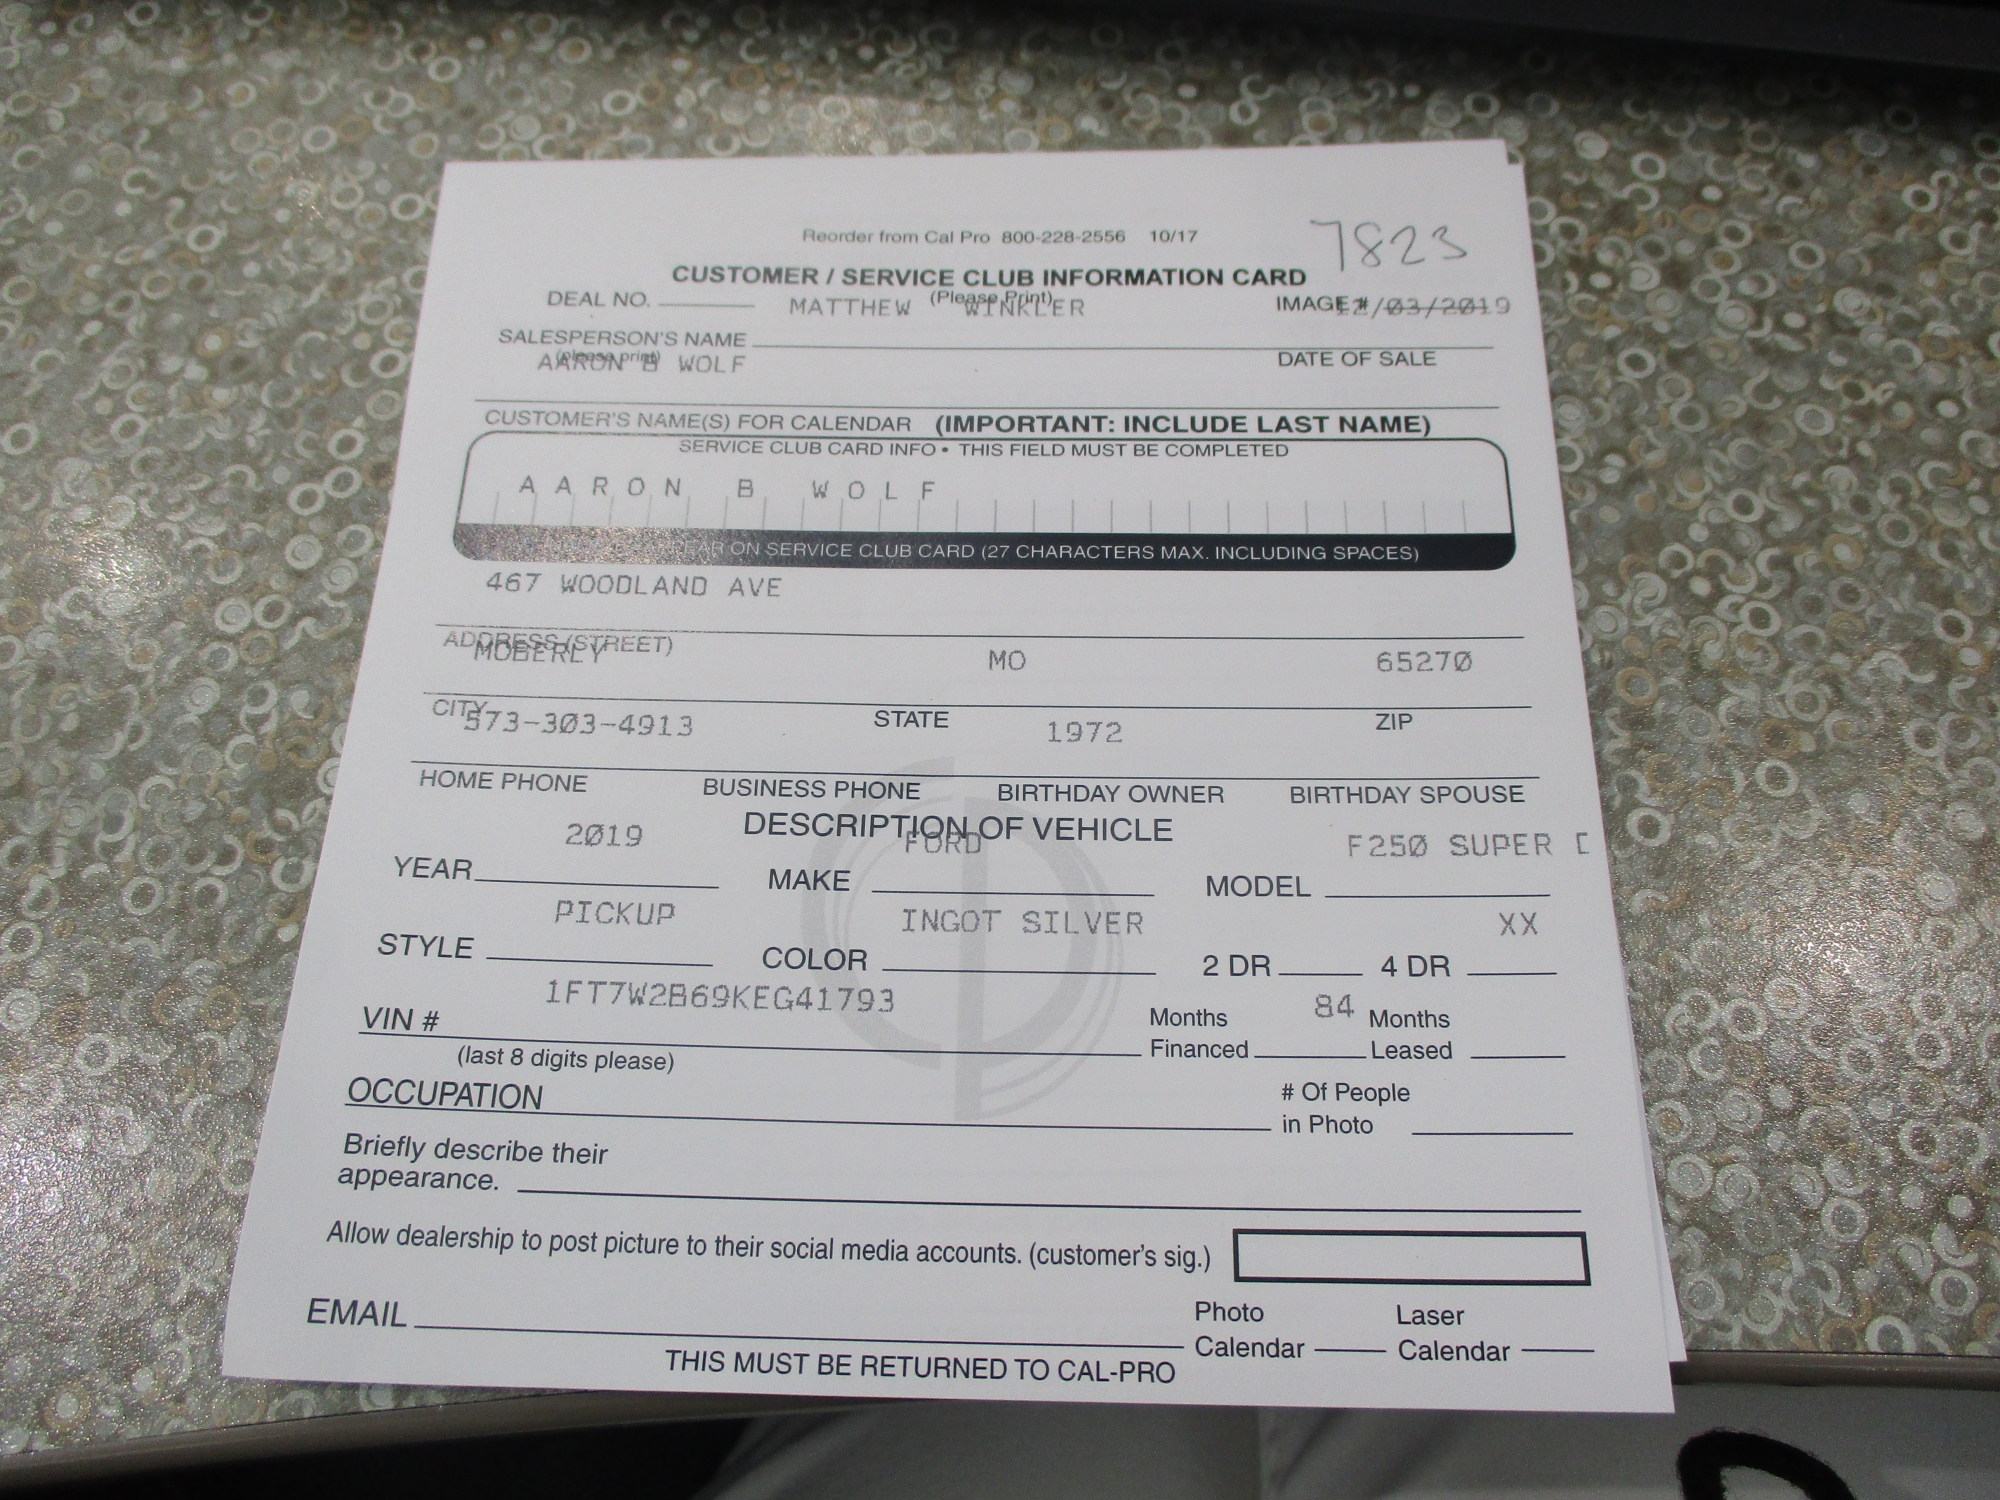 Reorder from Cal Pro 800-228-2556 10/17
7823
CUSTOMER / SERVICE CLUB INFORMATION CARD
(Please Print)
DEAL NO. MATTHEW WINKLER IMAGE # 12/03/2019
SALESPERSON'S NAME
(please print)
DATE OF SALE
AARON B WOLF
CUSTOMER'S NAME(S) FOR CALENDAR (IMPORTANT: INCLUDE LAST NAME)
SERVICE CLUB CARD INFO • THIS FIELD MUST BE COMPLETED
AARON B WOLF
ON SERVICE CLUB CARD (27 CHARACTERS MAX. INCLUDING SPACES)
467 WOODLAND AVE
ADDRESS (STREET)
MOBERLY MO 65270
CITY STATE ZIP
573-303-4913 1972
HOME PHONE BUSINESS PHONE BIRTHDAY OWNER BIRTHDAY SPOUSE
DESCRIPTION OF VEHICLE
2019 FORD F250 SUPER
YEAR MAKE MODEL
PICKUP INGOT SILVER XX
STYLE COLOR 2 DR 4 DR
1FT7W2B69KEG41793 84
VIN # Months Financed Months Leased
(last 8 digits please)
OCCUPATION # Of People in Photo
Briefly describe their
appearance.
Allow dealership to post picture to their social media accounts. (customer's sig.)
EMAIL Photo Calendar Laser Calendar
THIS MUST BE RETURNED TO CAL-PRO